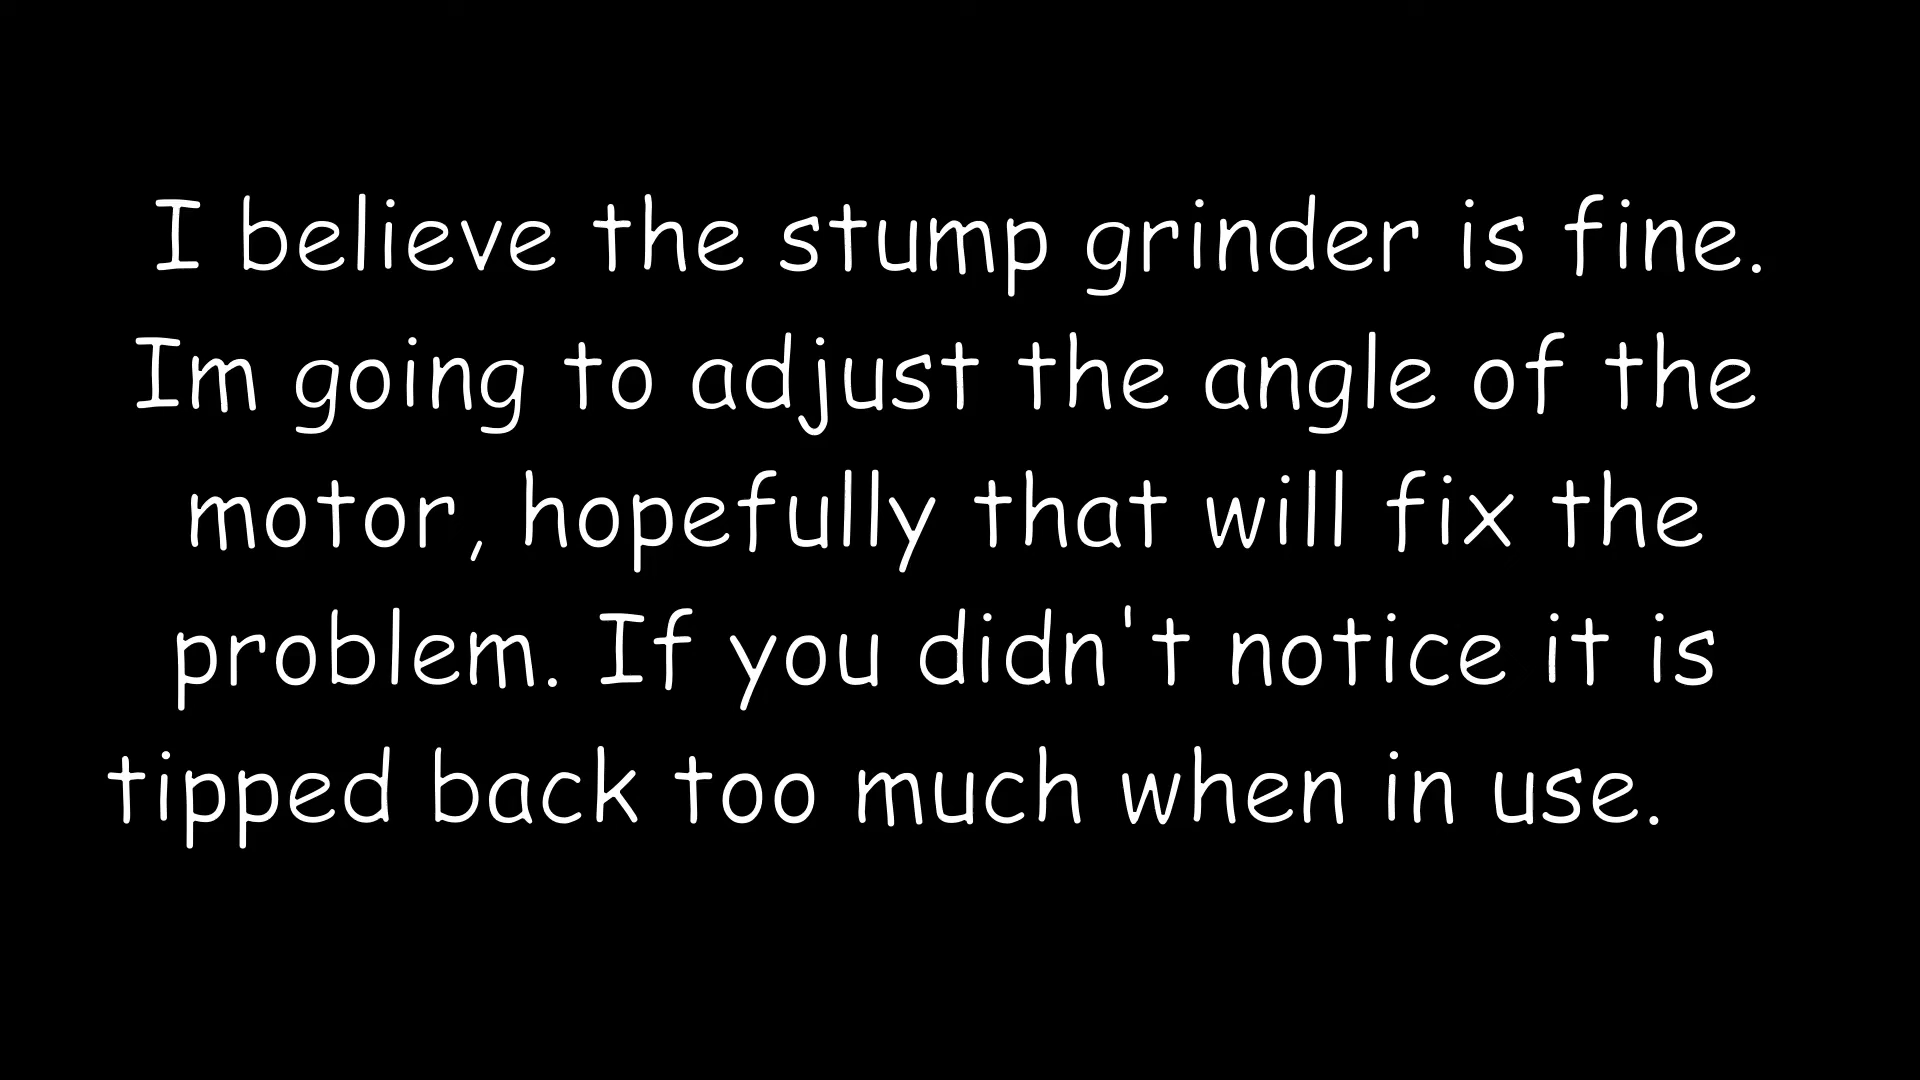 I believe the stump grinder is fine.
Im going to adjust the angle of the
motor, hopefully that will fix the
problem. If you didn't notice it is
tipped back too much when in use.